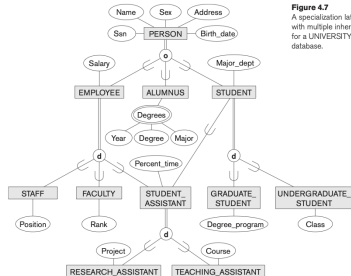 Name Sex Address
Figure 4.7
A specialization lat
with multiple inher
for a UNIVERSITY
database.
Ssn PERSON Birth_date
o
Salary Major_dept
EMPLOYEE ALUMNUS STUDENT
Degrees
Year Degree Major
d d
Percent_time
STAFF FACULTY STUDENT_
ASSISTANT GRADUATE_
STUDENT UNDERGRADUATE_
STUDENT
Position Rank Degree_program Class
d
Project Course
RESEARCH_ASSISTANT TEACHING_ASSISTANT